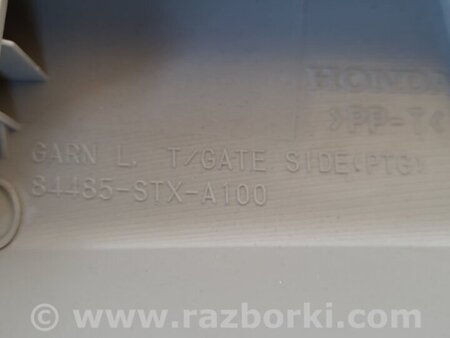 HONDA
>PP-T<
GARN L. T/GATE SIDE(PTG)
84485-STX-A100
© www.razborki.com